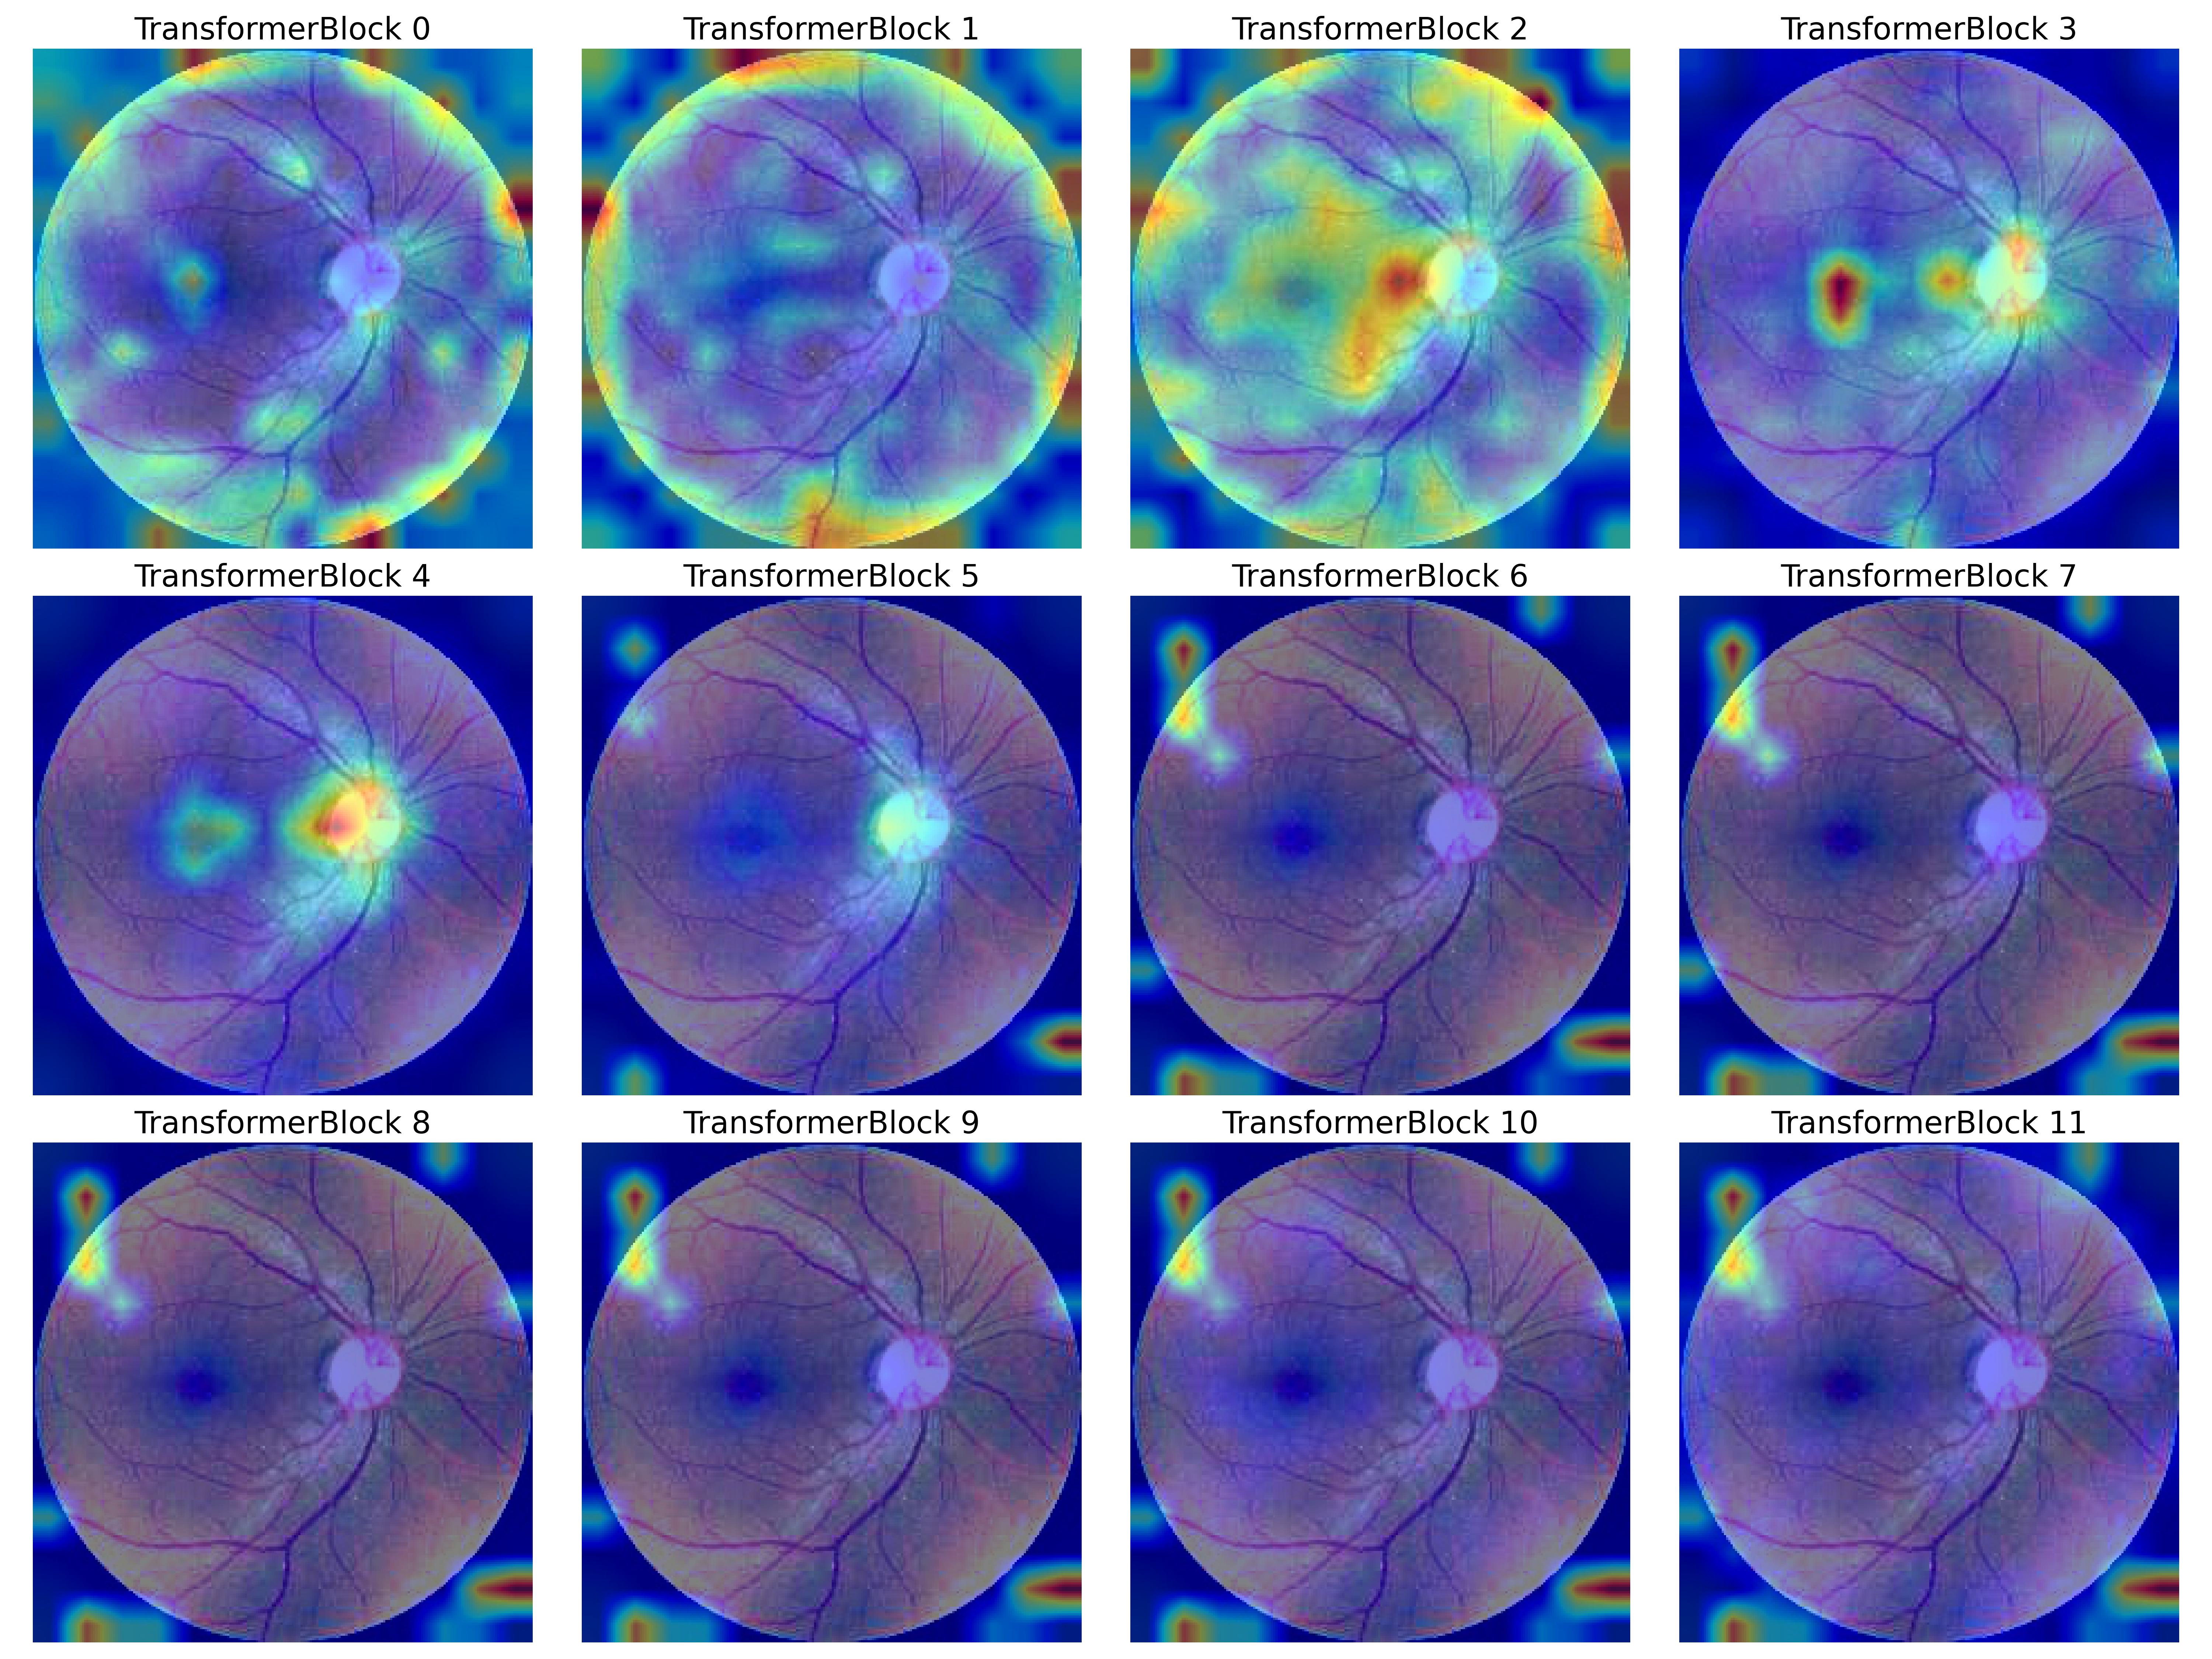 TransformerBlock 0
TransformerBlock 1
TransformerBlock 2
TransformerBlock 3
TransformerBlock 4
TransformerBlock 5
TransformerBlock 6
TransformerBlock 7
TransformerBlock 8
TransformerBlock 9
TransformerBlock 10
TransformerBlock 11